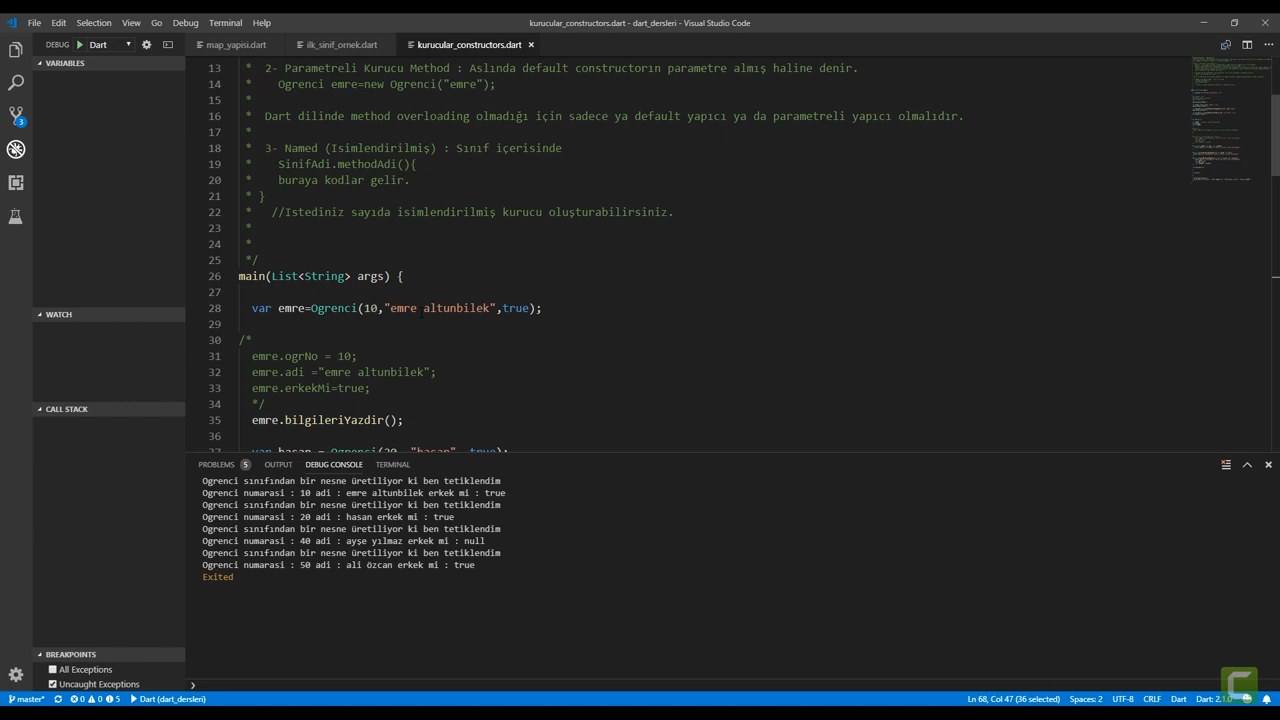 File Edit Selection View Go Debug Terminal Help
kurucular_constructors.dart - dart_dersleri - Visual Studio Code
DEBUG Dart
map_yapisi.dart ilk_sinif_ornek.dart kurucular_constructors.dart
VARIABLES
WATCH
CALL STACK
BREAKPOINTS
All Exceptions
Uncaught Exceptions
3
13 * 2- Parametreli Kurucu Method : Aslında default constructorın parametre almış haline denir.
14 * Ogrenci emre=new Ogrenci("emre")
15 *
16 * Dart dilinde method overloading olmadıgı için sadece ya default yapıcı ya da parametreli yapıcı olmalıdır.
17 *
18 * 3- Named (Isimlendirilmiş) : Sınıf içerisinde
19 * SinifAdi.methodAdi(){
20 * buraya kodlar gelir.
21 * }
22 * //Istediniz sayıda isimlendirilmiş kurucu oluşturabilirsiniz.
23 *
24 *
25 */
26 main(List<String> args) {
27
28 var emre=Ogrenci(10,"emre altunbilek",true);
29
30 /*
31 emre.ogrNo = 10;
32 emre.adi ="emre altunbilek";
33 emre.erkekMi=true;
34 */
35 emre.bilgileriYazdir();
36
37 var hasan = Ogrenci(20, "hasan", true);
PROBLEMS 5 OUTPUT DEBUG CONSOLE TERMINAL
Ogrenci sınıfından bir nesne üretiliyor ki ben tetiklendim
Ogrenci numarasi : 10 adi : emre altunbilek erkek mi : true
Ogrenci sınıfından bir nesne üretiliyor ki ben tetiklendim
Ogrenci numarasi : 20 adi : hasan erkek mi : true
Ogrenci sınıfından bir nesne üretiliyor ki ben tetiklendim
Ogrenci numarasi : 40 adi : ayşe yılmaz erkek mi : null
Ogrenci sınıfından bir nesne üretiliyor ki ben tetiklendim
Ogrenci numarasi : 50 adi : ali özcan erkek mi : true
Exited
master* 0 0 5 Dart (dart_dersleri) Ln 68, Col 47 (36 selected) Spaces: 2 UTF-8 CRLF Dart Dart: 2.1.0